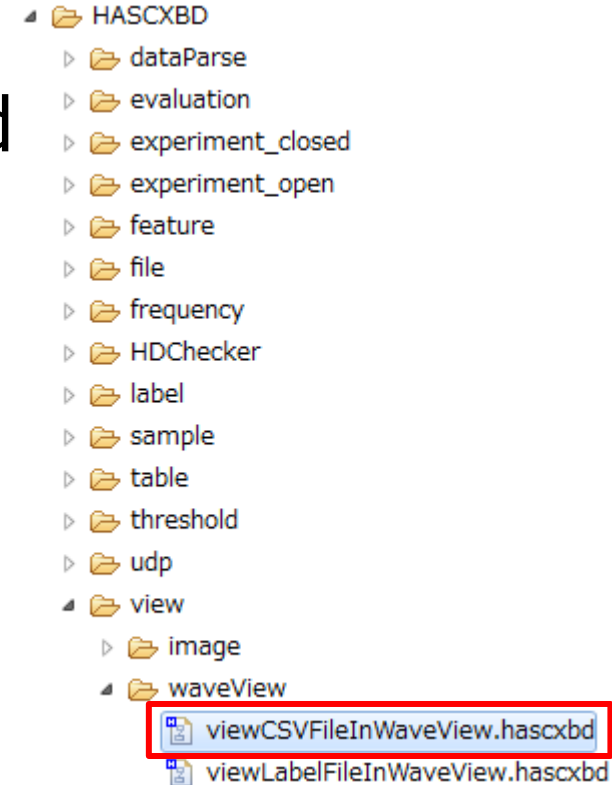 HASCXBD
dataParse
evaluation
experiment_closed
experiment_open
feature
file
frequency
HDChecker
label
sample
table
threshold
udp
view
image
waveView
viewCSVFileInWaveView.hascxbd
viewLabelFileInWaveView.hascxbd